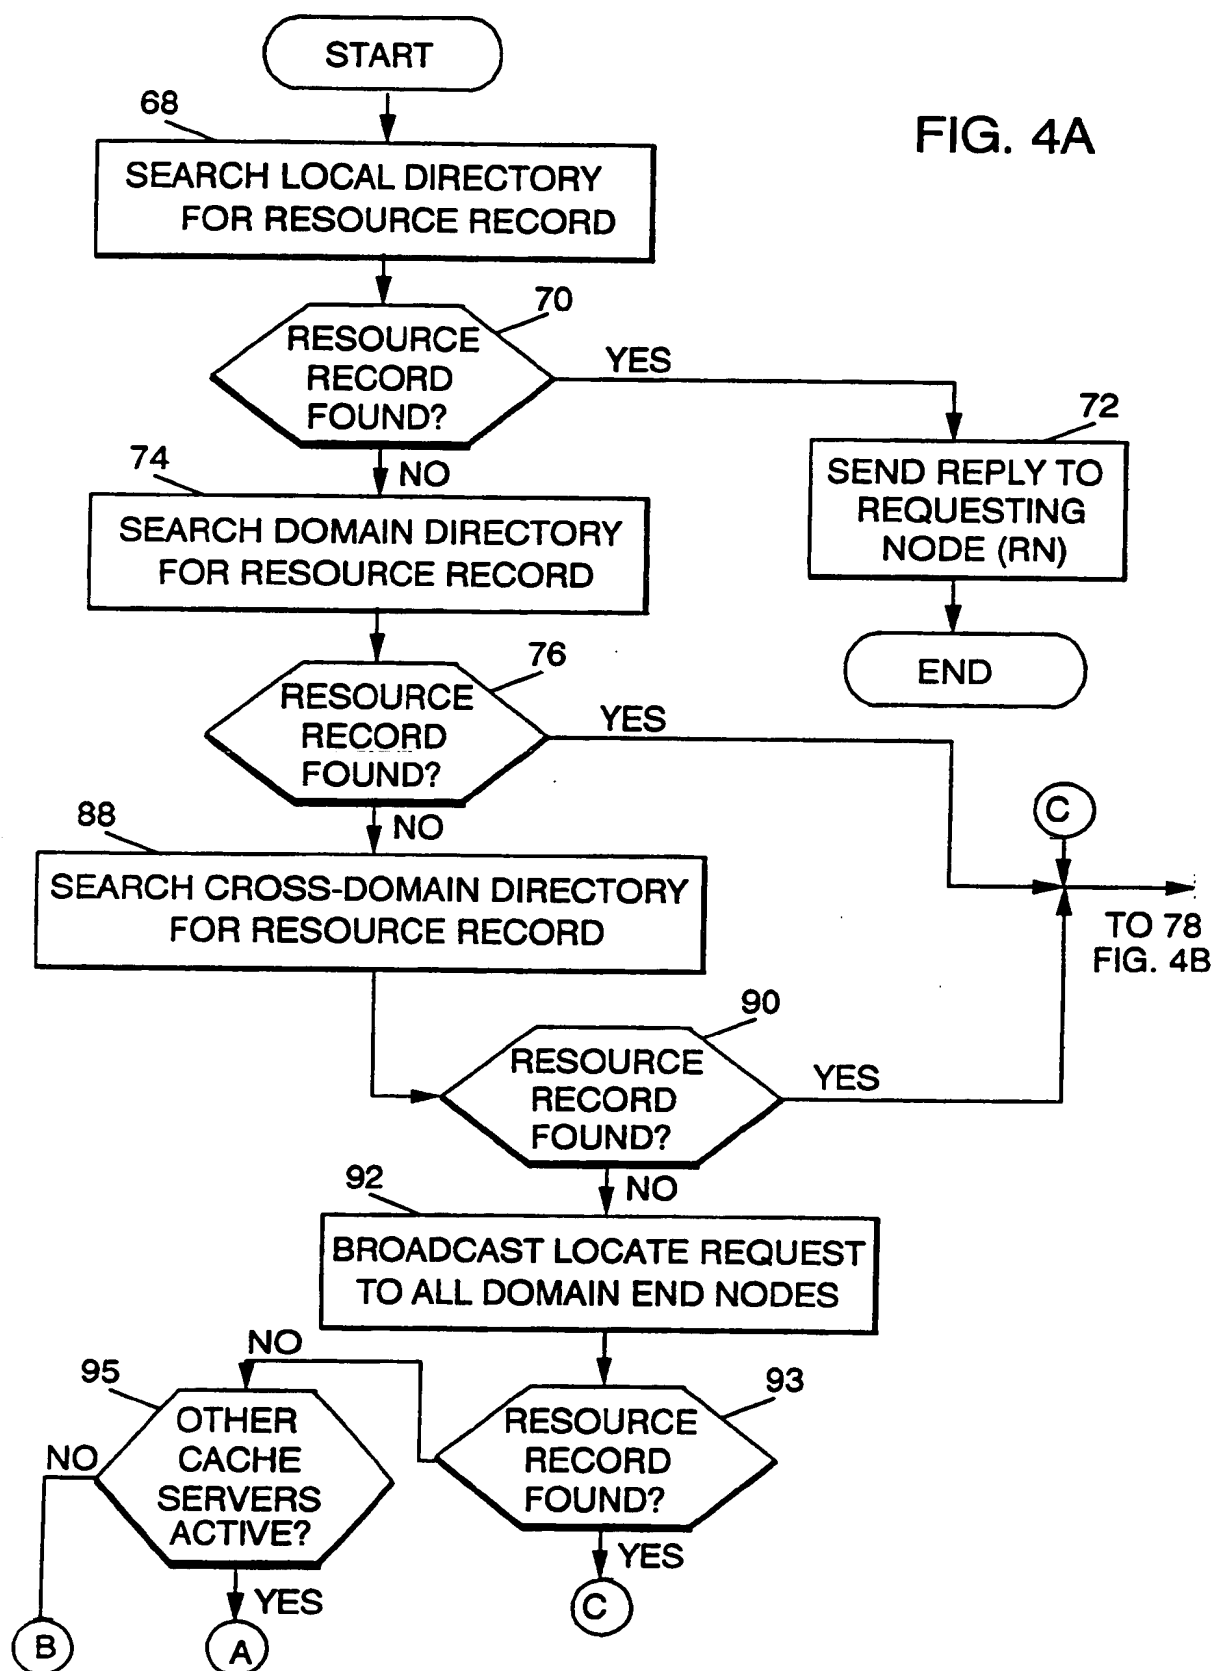 START
FIG. 4A
68
SEARCH LOCAL DIRECTORY
FOR RESOURCE RECORD
70
RESOURCE
RECORD
FOUND?
YES
NO
72
SEND REPLY TO
REQUESTING
NODE (RN)
END
74
SEARCH DOMAIN DIRECTORY
FOR RESOURCE RECORD
76
RESOURCE
RECORD
FOUND?
YES
NO
C
TO 78
FIG. 4B
88
SEARCH CROSS-DOMAIN DIRECTORY
FOR RESOURCE RECORD
90
RESOURCE
RECORD
FOUND?
YES
NO
92
BROADCAST LOCATE REQUEST
TO ALL DOMAIN END NODES
93
RESOURCE
RECORD
FOUND?
NO
YES
C
95
OTHER
CACHE
SERVERS
ACTIVE?
NO
YES
B
A